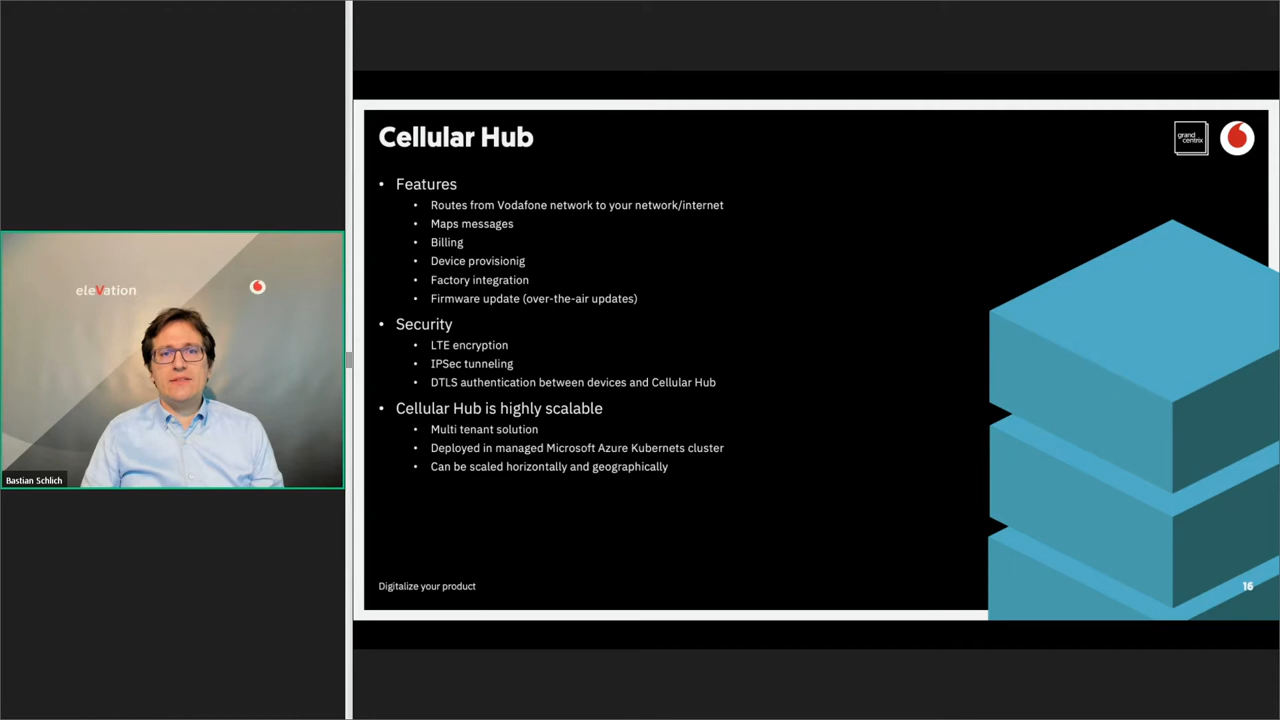 eleVation
Bastian Schlich
Cellular Hub
grand
centrix
• Features
• Routes from Vodafone network to your network/internet
• Maps messages
• Billing
• Device provisionig
• Factory integration
• Firmware update (over-the-air updates)
• Security
• LTE encryption
• IPSec tunneling
• DTLS authentication between devices and Cellular Hub
• Cellular Hub is highly scalable
• Multi tenant solution
• Deployed in managed Microsoft Azure Kubernets cluster
• Can be scaled horizontally and geographically
Digitalize your product
16